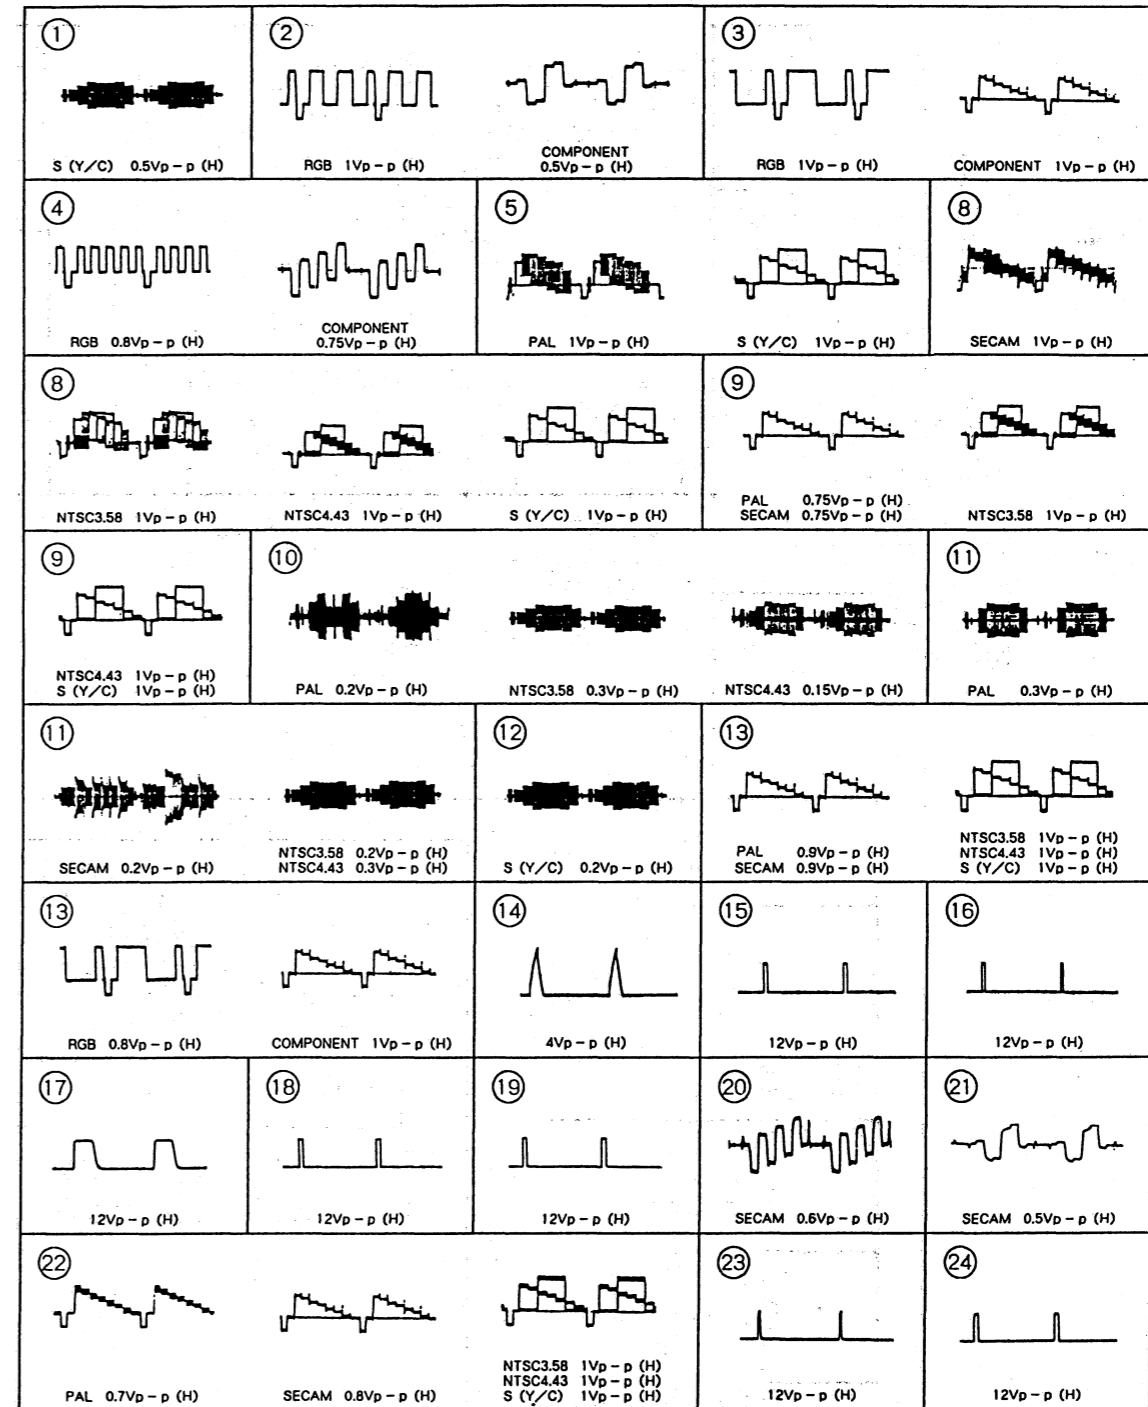 ①
S (Y/C) 0.5Vp-p (H)
②
RGB 1Vp-p (H)
COMPONENT
0.5Vp-p (H)
③
RGB 1Vp-p (H)
COMPONENT 1Vp-p (H)
④
RGB 0.8Vp-p (H)
COMPONENT
0.75Vp-p (H)
⑤
PAL 1Vp-p (H)
S (Y/C) 1Vp-p (H)
⑧
SECAM 1Vp-p (H)
⑧
NTSC3.58 1Vp-p (H)
NTSC4.43 1Vp-p (H)
S (Y/C) 1Vp-p (H)
⑨
PAL 0.75Vp-p (H)
SECAM 0.75Vp-p (H)
NTSC3.58 1Vp-p (H)
⑨
NTSC4.43 1Vp-p (H)
S (Y/C) 1Vp-p (H)
⑩
PAL 0.2Vp-p (H)
NTSC3.58 0.3Vp-p (H)
NTSC4.43 0.15Vp-p (H)
⑪
PAL 0.3Vp-p (H)
⑪
SECAM 0.2Vp-p (H)
NTSC3.58 0.2Vp-p (H)
NTSC4.43 0.3Vp-p (H)
⑫
S (Y/C) 0.2Vp-p (H)
⑬
PAL 0.9Vp-p (H)
SECAM 0.9Vp-p (H)
NTSC3.58 1Vp-p (H)
NTSC4.43 1Vp-p (H)
S (Y/C) 1Vp-p (H)
⑬
RGB 0.8Vp-p (H)
COMPONENT 1Vp-p (H)
⑭
4Vp-p (H)
⑮
12Vp-p (H)
⑯
12Vp-p (H)
⑰
12Vp-p (H)
⑱
12Vp-p (H)
⑲
12Vp-p (H)
⑳
SECAM 0.6Vp-p (H)
㉑
SECAM 0.5Vp-p (H)
㉒
PAL 0.7Vp-p (H)
SECAM 0.8Vp-p (H)
NTSC3.58 1Vp-p (H)
NTSC4.43 1Vp-p (H)
S (Y/C) 1Vp-p (H)
㉓
12Vp-p (H)
㉔
12Vp-p (H)